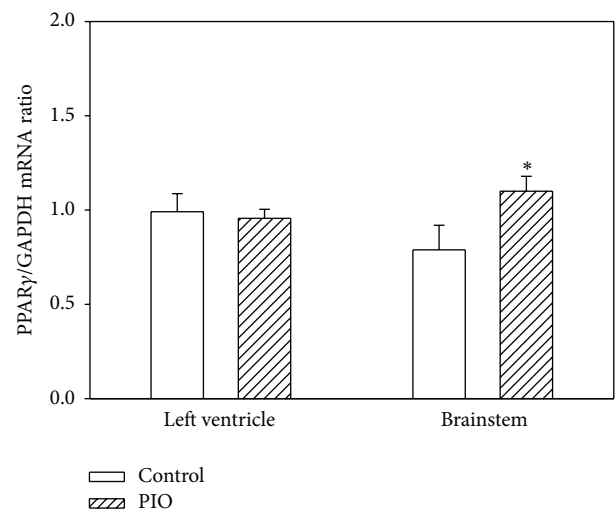 PPARγ/GAPDH mRNA ratio
2.0
1.5
1.0
0.5
0.0
*
Left ventricle
Brainstem
Control
PIO